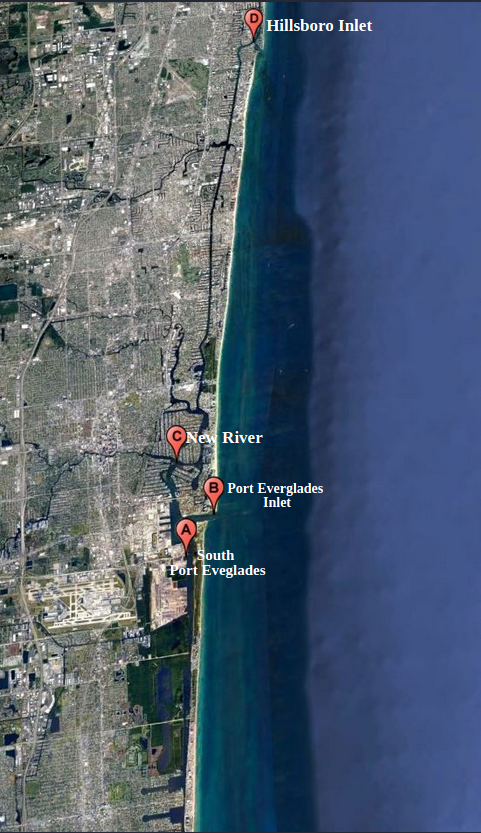 D
Hillsboro Inlet
C
New River
B
Port Everglades
Inlet
A
South
Port Eveglades